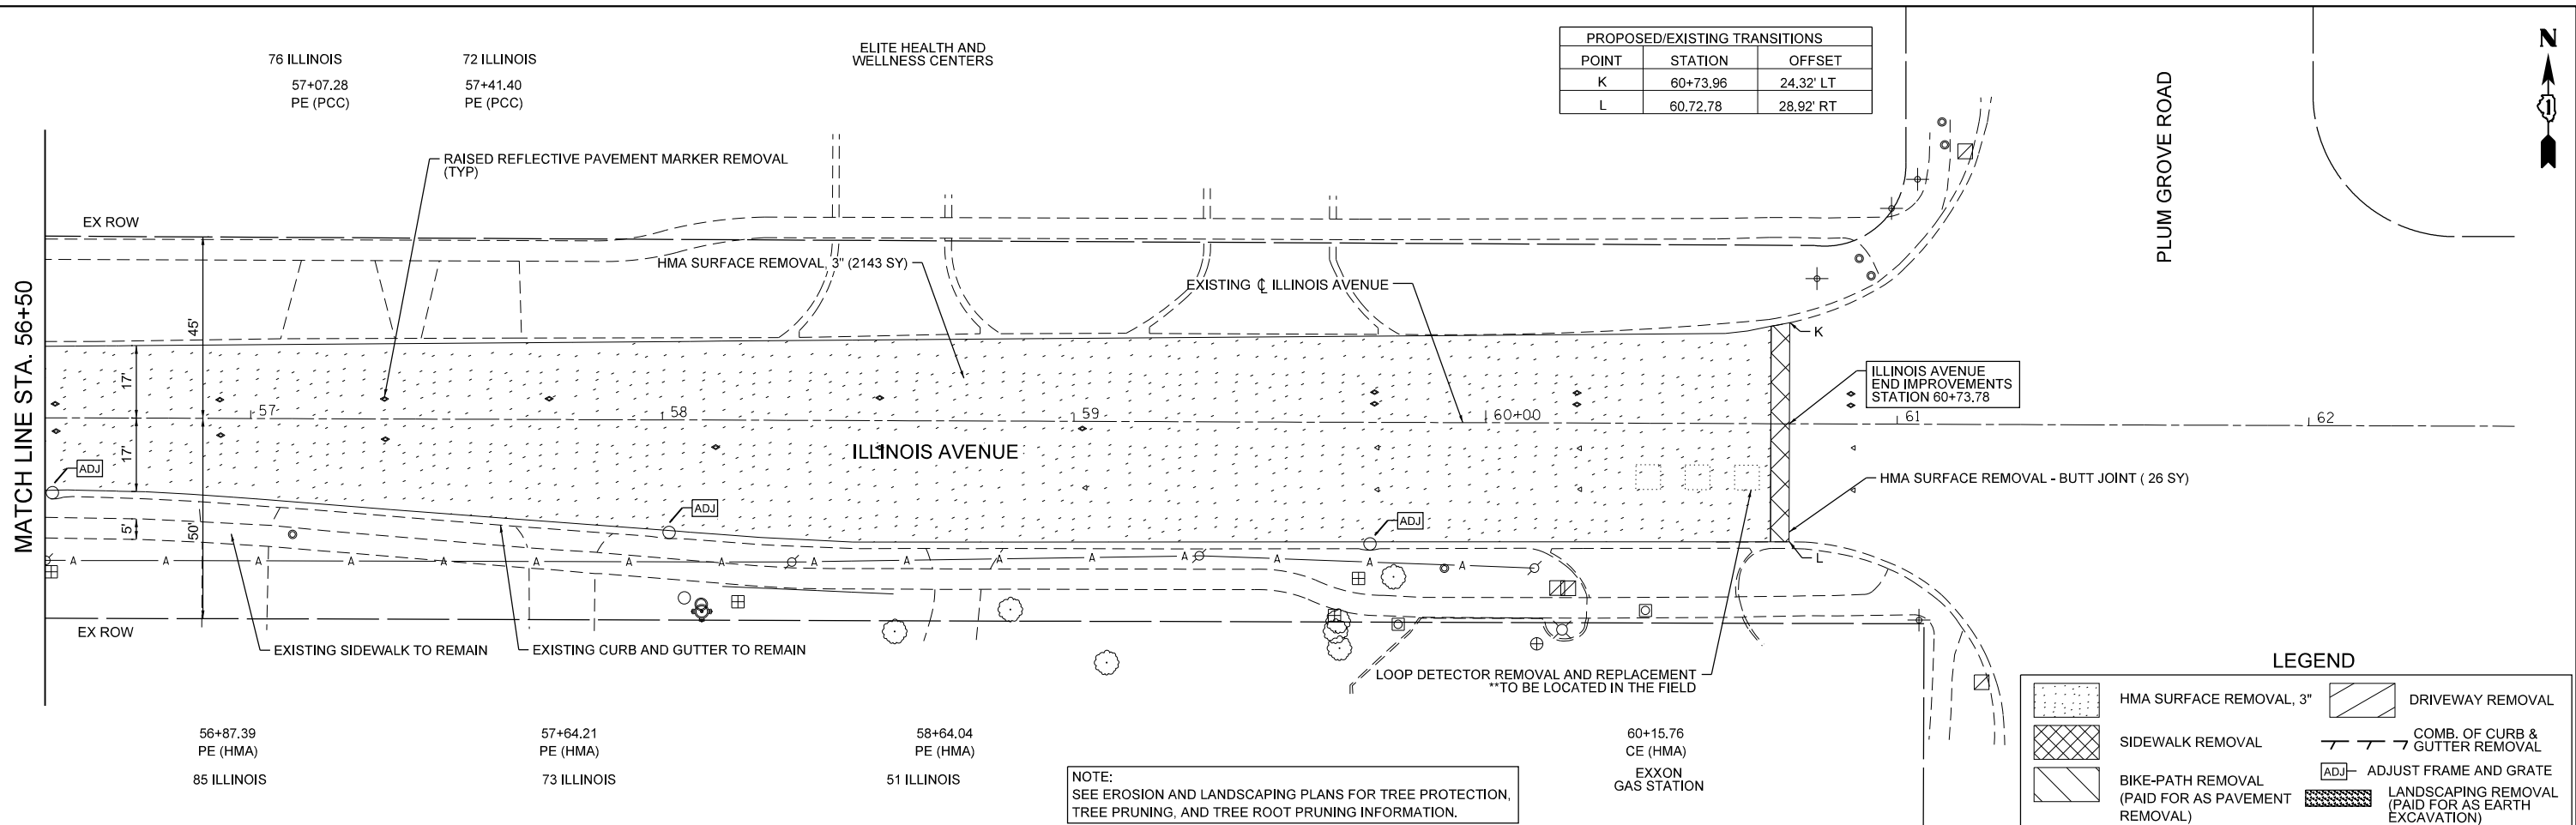 76 ILLINOIS
57+07.28
PE (PCC)
72 ILLINOIS
57+41.40
PE (PCC)
ELITE HEALTH AND
WELLNESS CENTERS
PROPOSED/EXISTING TRANSITIONS
POINT STATION OFFSET
K 60+73.96 24.32' LT
L 60.72.78 28.92' RT
PLUM GROVE ROAD
N
1
RAISED REFLECTIVE PAVEMENT MARKER REMOVAL
(TYP)
EX ROW
HMA SURFACE REMOVAL, 3" (2143 SY)
EXISTING ℄ ILLINOIS AVENUE
MATCH LINE STA. 56+50
45'
17'
17'
5'
50'
K
ILLINOIS AVENUE
END IMPROVEMENTS
STATION 60+73.78
57
58
59
60+00
61
62
ILLINOIS AVENUE
ADJ
ADJ
ADJ
HMA SURFACE REMOVAL - BUTT JOINT ( 26 SY)
L
A A A A A A A A A A A A A A A A
EX ROW
EXISTING SIDEWALK TO REMAIN
EXISTING CURB AND GUTTER TO REMAIN
LOOP DETECTOR REMOVAL AND REPLACEMENT
**TO BE LOCATED IN THE FIELD
56+87.39
PE (HMA)
85 ILLINOIS
57+64.21
PE (HMA)
73 ILLINOIS
58+64.04
PE (HMA)
51 ILLINOIS
60+15.76
CE (HMA)
EXXON
GAS STATION
NOTE:
SEE EROSION AND LANDSCAPING PLANS FOR TREE PROTECTION,
TREE PRUNING, AND TREE ROOT PRUNING INFORMATION.
LEGEND
HMA SURFACE REMOVAL, 3"
SIDEWALK REMOVAL
BIKE-PATH REMOVAL
(PAID FOR AS PAVEMENT
REMOVAL)
DRIVEWAY REMOVAL
COMB. OF CURB &
GUTTER REMOVAL
ADJ ADJUST FRAME AND GRATE
LANDSCAPING REMOVAL
(PAID FOR AS EARTH
EXCAVATION)